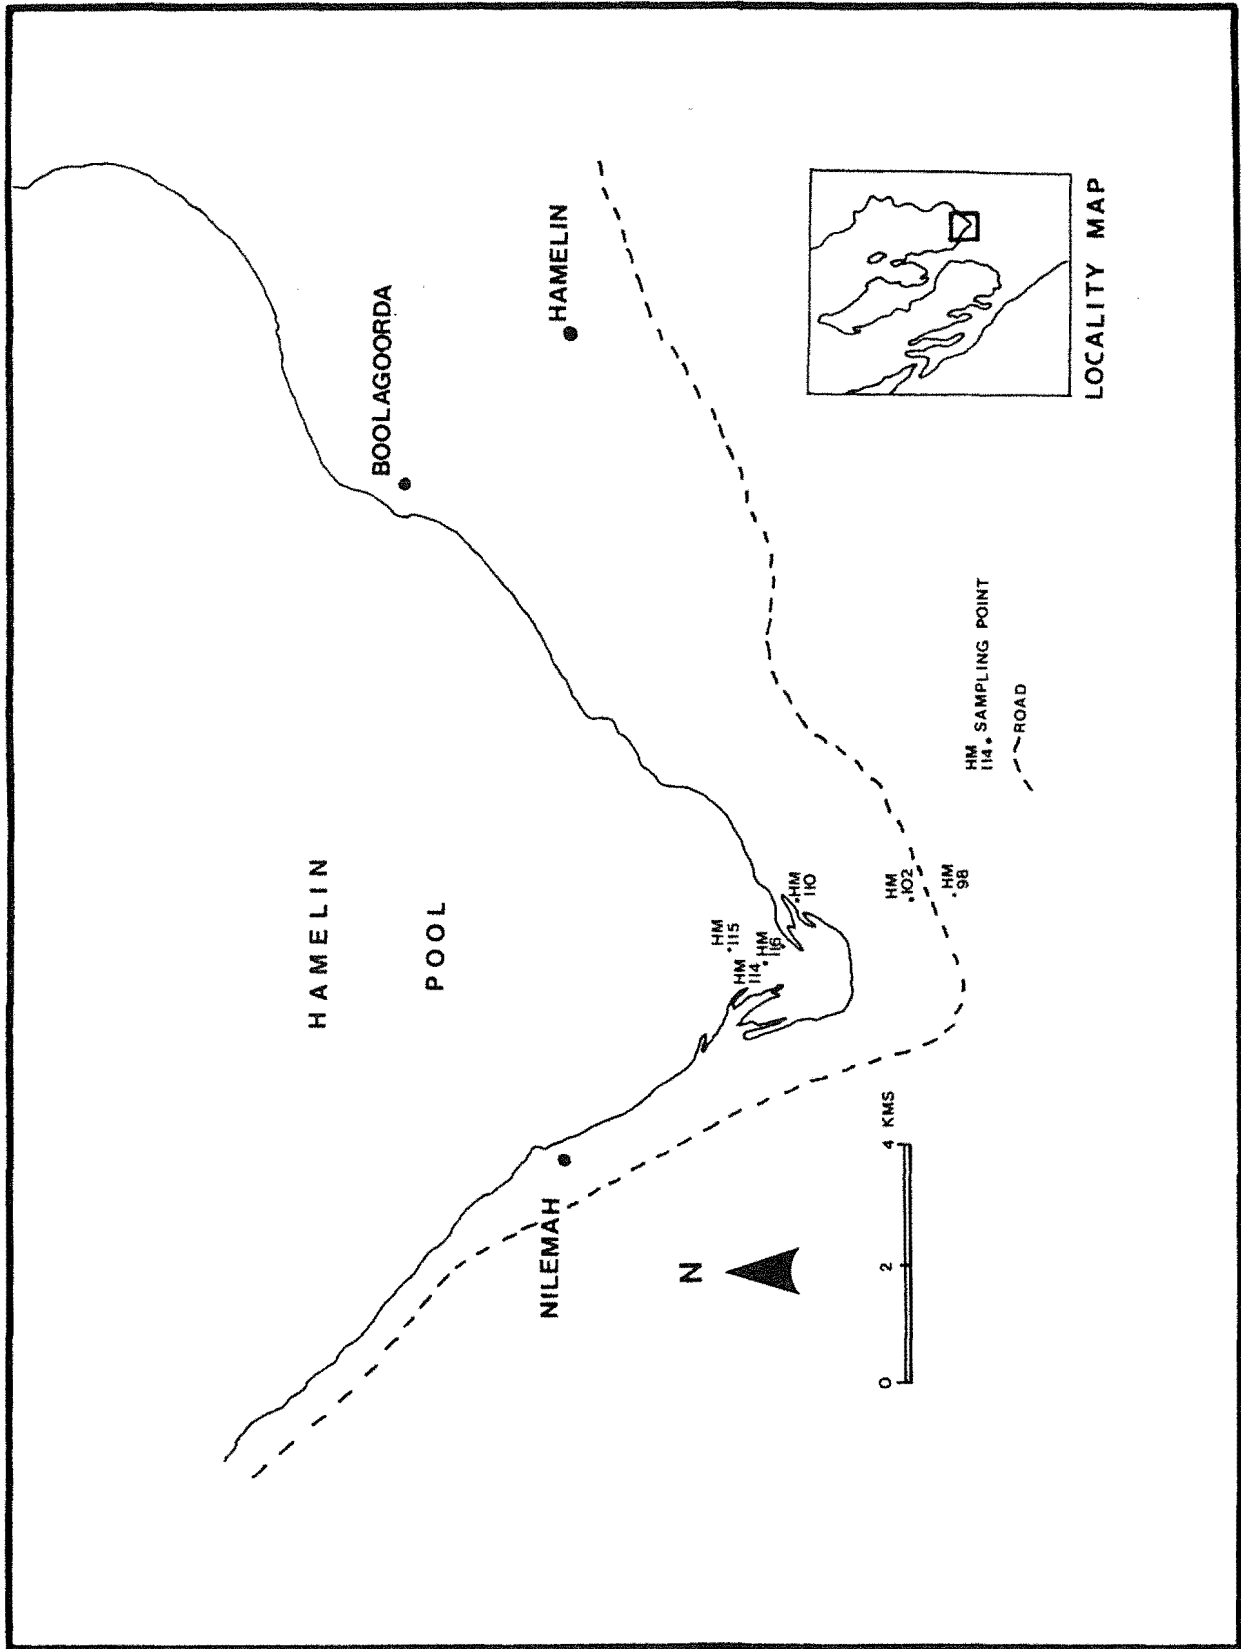 HAMELIN
POOL
BOOLAGOORDA
HAMELIN
NILEMAH
N
HM
115
HM
114
HM
116
HM
110
HM
102
HM
98
0 2 4 KMS
HM
114 SAMPLING POINT
ROAD
LOCALITY MAP